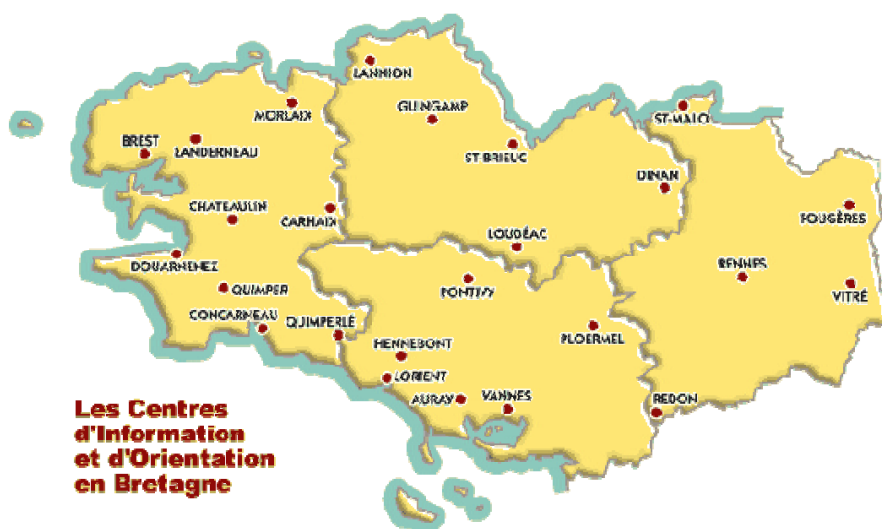 LANNION
MORLAIX
GUINGAMP
ST-MALO
BREST
LANDERNEAU
ST-BRIEUC
DINAN
CHATEAULIN
CARHAIX
FOUGÈRES
LOUDÉAC
DOUARNENEZ
RENNES
QUIMPER
PONTIVY
VITRÉ
CONCARNEAU
QUIMPERLÉ
PLOERMEL
HENNEBONT
LORIENT
AURAY
VANNES
REDON
Les Centres
d'Information
et d'Orientation
en Bretagne